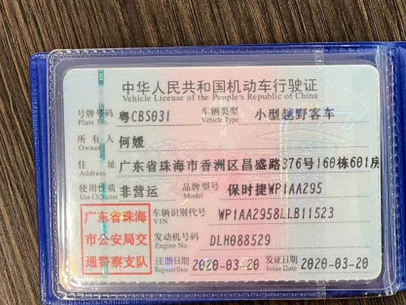 中华人民共和国机动车行驶证
Vehicle License of the People's Republic of China
号牌号码 粤CBS031 车辆类型 小型越野客车
Plate No. Vehicle Type
所有人 何媛
Owner
住址 广东省珠海市香洲区昌盛路376号160栋601房
Address
使用性质 非营运 品牌型号 保时捷WP1AA295
Use Character Model
广东省珠海 车辆识别代号 WP1AA2958LLB11523
VIN
市公安局交 发动机号码 DLH088529
Engine No.
通警察支队 注册日期 2020-03-20 发证日期 2020-03-20
Register Date Issue Date